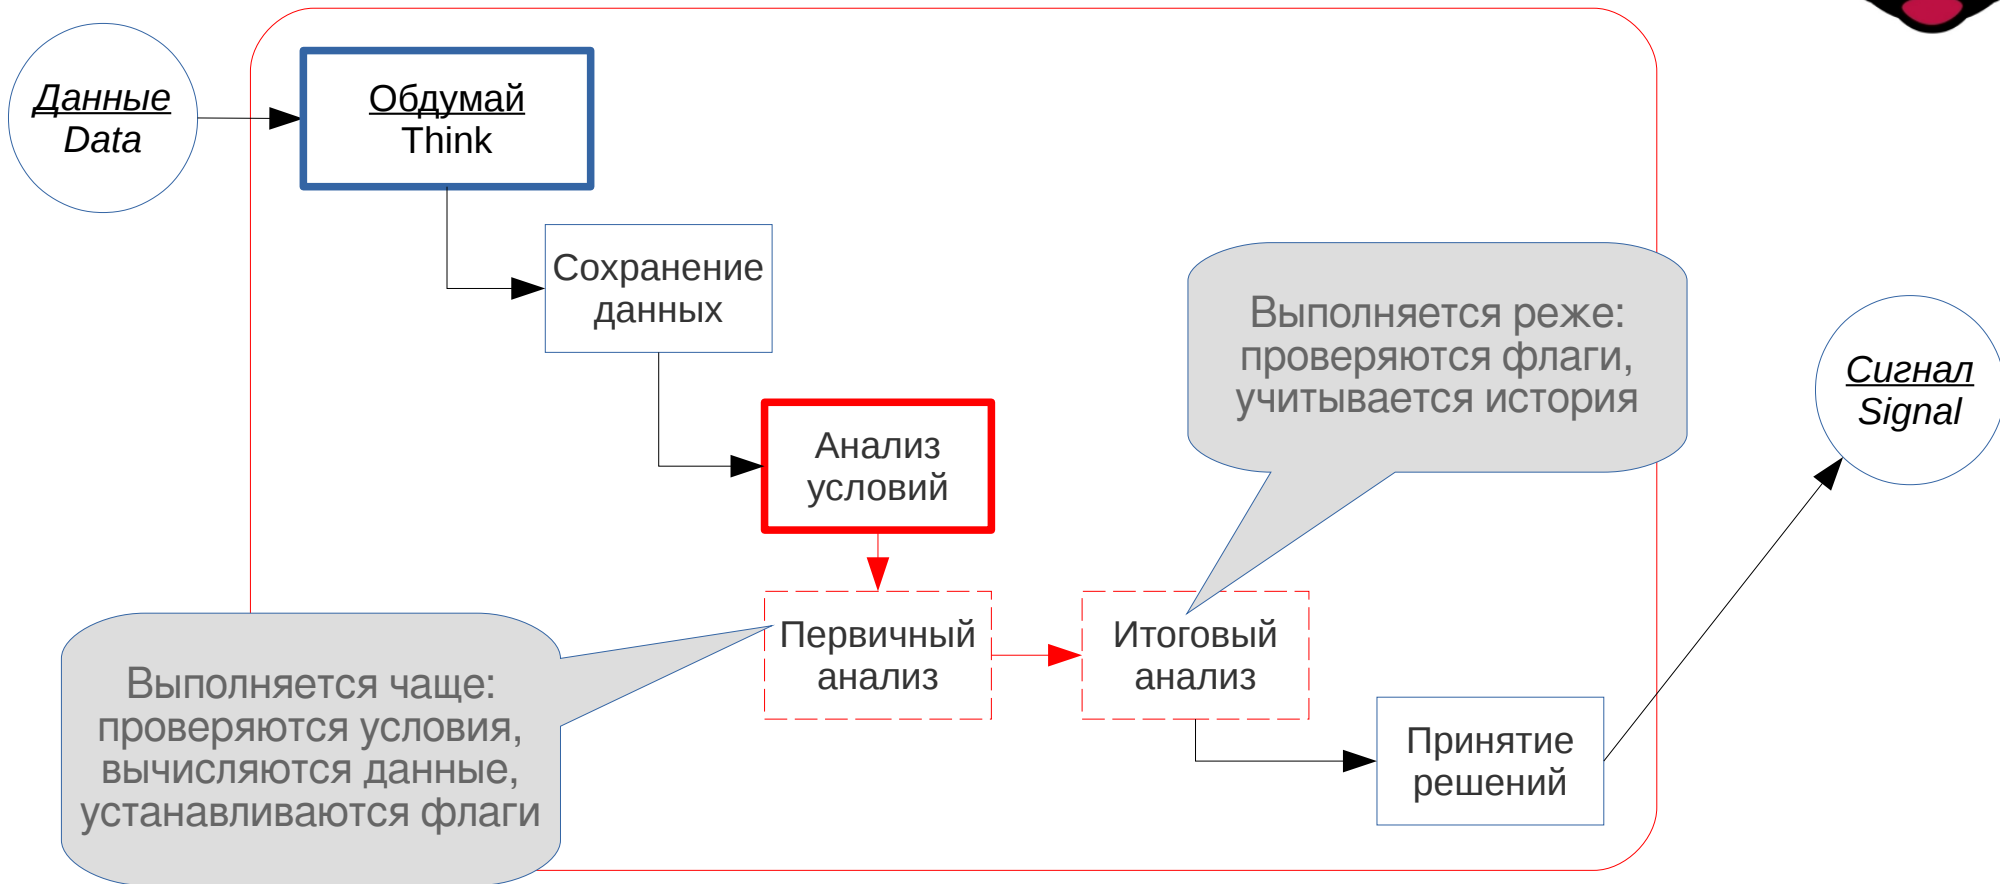 Данные
Data
Обдумай
Think
Сохранение
данных
Анализ
условий
Выполняется реже:
проверяются флаги,
учитывается история
Сигнал
Signal
Первичный
анализ
Итоговый
анализ
Выполняется чаще:
проверяются условия,
вычисляются данные,
устанавливаются флаги
Принятие
решений